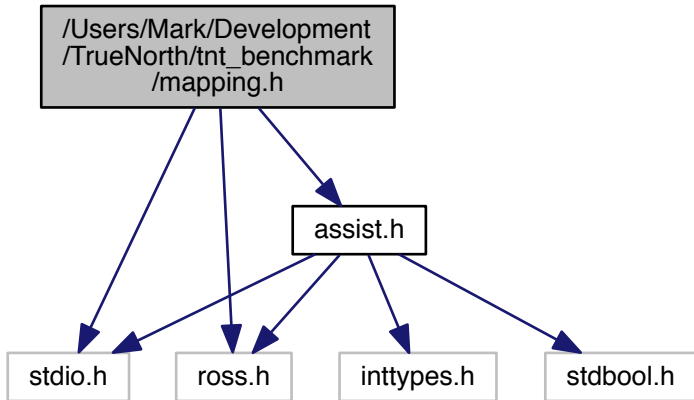 /Users/Mark/Development
/TrueNorth/tnt_benchmark
/mapping.h
assist.h
stdio.h
ross.h
inttypes.h
stdbool.h